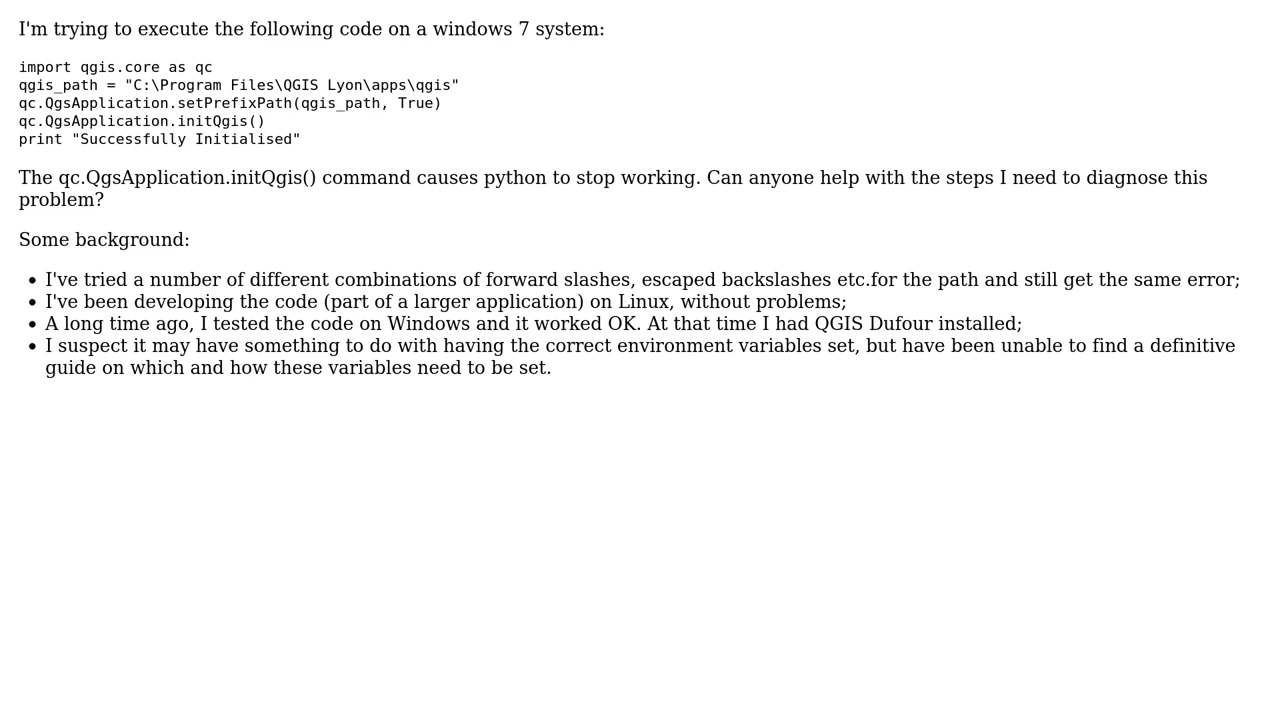 I'm trying to execute the following code on a windows 7 system:
import qgis.core as qc
qgis_path = "C:\Program Files\QGIS Lyon\apps\qgis"
qc.QgsApplication.setPrefixPath(qgis_path, True)
qc.QgsApplication.initQgis()
print "Successfully Initialised"
The qc.QgsApplication.initQgis() command causes python to stop working. Can anyone help with the steps I need to diagnose this
problem?
Some background:
• I've tried a number of different combinations of forward slashes, escaped backslashes etc.for the path and still get the same error;
• I've been developing the code (part of a larger application) on Linux, without problems;
• A long time ago, I tested the code on Windows and it worked OK. At that time I had QGIS Dufour installed;
• I suspect it may have something to do with having the correct environment variables set, but have been unable to find a definitive
guide on which and how these variables need to be set.